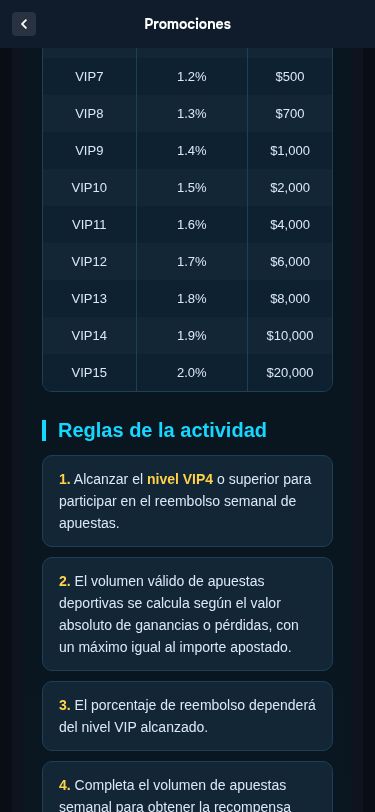 Promociones
VIP7 1.2% $500
VIP8 1.3% $700
VIP9 1.4% $1,000
VIP10 1.5% $2,000
VIP11 1.6% $4,000
VIP12 1.7% $6,000
VIP13 1.8% $8,000
VIP14 1.9% $10,000
VIP15 2.0% $20,000
Reglas de la actividad
1. Alcanzar el nivel VIP4 o superior para
participar en el reembolso semanal de
apuestas.
2. El volumen válido de apuestas
deportivas se calcula según el valor
absoluto de ganancias o pérdidas, con
un máximo igual al importe apostado.
3. El porcentaje de reembolso dependerá
del nivel VIP alcanzado.
4. Completa el volumen de apuestas
semanal para obtener la recompensa